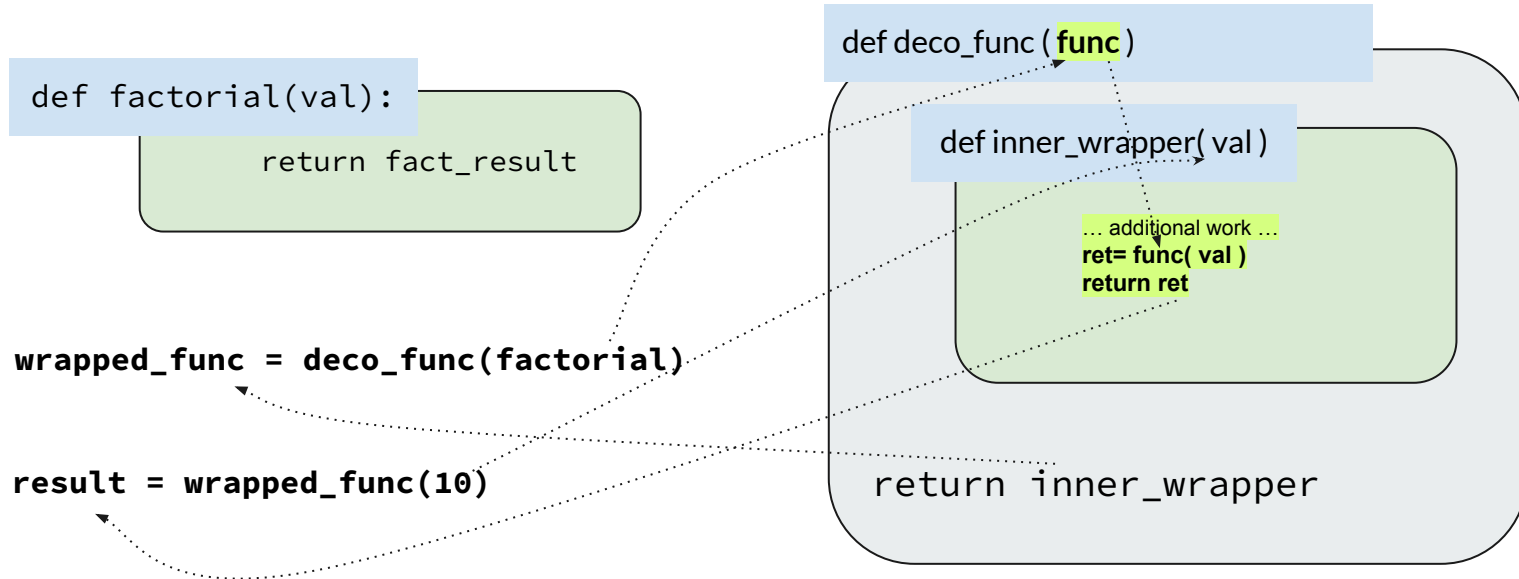 def factorial(val):
return fact_result
wrapped_func = deco_func(factorial)
result = wrapped_func(10)
def deco_func ( func )
def inner_wrapper( val )
… additional work …
ret= func( val )
return ret
return inner_wrapper